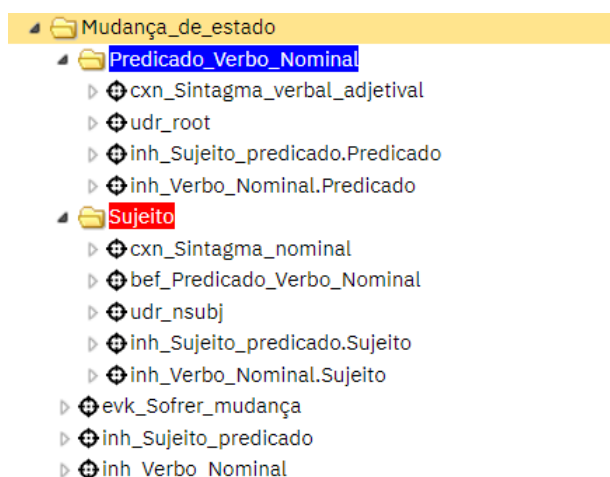 Mudança_de_estado
Predicado_Verbo_Nominal
cxn_Sintagma_verbal_adjetival
udr_root
inh_Sujeito_predicado.Predicado
inh_Verbo_Nominal.Predicado
Sujeito
cxn_Sintagma_nominal
bef_Predicado_Verbo_Nominal
udr_nsubj
inh_Sujeito_predicado.Sujeito
inh_Verbo_Nominal.Sujeito
evk_Sofrer_mudança
inh_Sujeito_predicado
inh_Verbo_Nominal